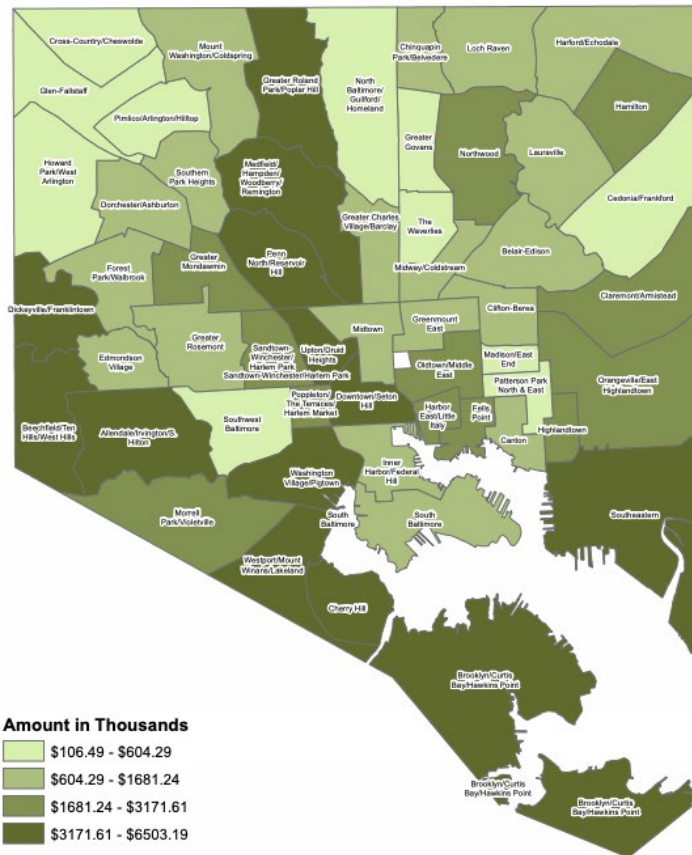 Cross-Country/Cheswolde
Mount
Washington/Coldspring
Greater Roland
Park/Poplar Hill
North
Baltimore/
Guilford/
Homeland
Chinquapin
Park/Belvedere
Loch Raven
Harford/Echodale
Glen-Fallstaff
Pimlico/Arlington/Hilltop
Greater
Govans
Hamilton
Northwood
Lauraville
Howard
Park/West
Arlington
Southern
Park Heights
Medfield/
Hampden/
Woodberry/
Remington
Cedonia/Frankford
Dorchester/Ashburton
Greater Charles
Village/Barclay
The
Waverlies
Belair-Edison
Forest
Park/Walbrook
Greater
Mondawmin
Penn
North/Reservoir
Hill
Midway/Coldstream
Claremont/Armistead
Dickeyville/Franklintown
Clifton-Berea
Greater
Rosemont
Sandtown-
Winchester/
Harlem Park
Upton/Druid
Heights
Midtown
Greenmount
East
Edmondson
Village
Sandtown-Winchester/Harlem Park
Oldtown/Middle
East
Madison/East
End
Orangeville/East
Highlandtown
Patterson Park
North & East
Poppleton/
The Terraces/
Harlem Market
Downtown/Seton
Hill
Beechfield/Ten
Hills/West Hills
Allendale/Irvington/S.
Hilton
Southwest
Baltimore
Harbor
East/Little
Italy
Fells
Point
Canton
Highlandtown
Washington
Village/Pigtown
Inner
Harbor/Federal
Hill
Morrell
Park/Violetville
South
Baltimore
South
Baltimore
Southeastern
Westport/Mount
Winans/Lakeland
Cherry Hill
Brooklyn/Curtis
Bay/Hawkins Point
Brooklyn/Curtis
Bay/Hawkins Point
Brooklyn/Curtis
Bay/Hawkins Point
Amount in Thousands
$106.49 - $604.29
$604.29 - $1681.24
$1681.24 - $3171.61
$3171.61 - $6503.19